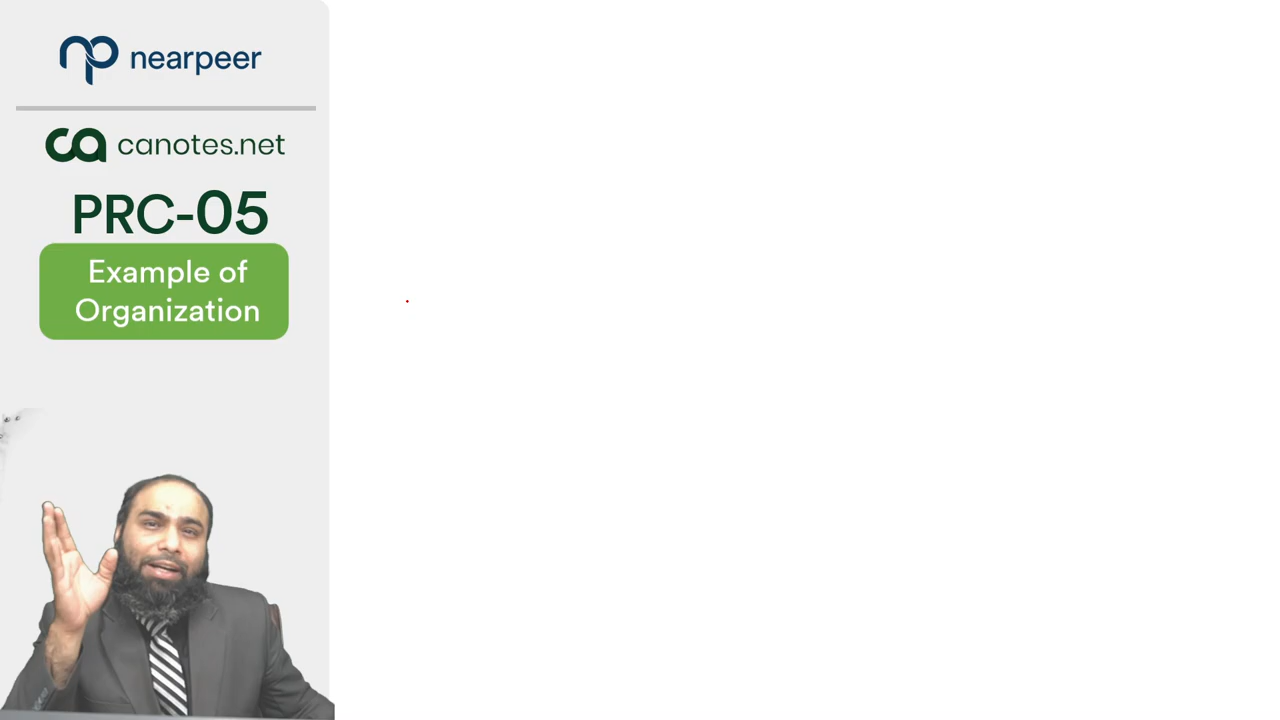 nearpeer
canotes.net
PRC-05
Example of
Organization